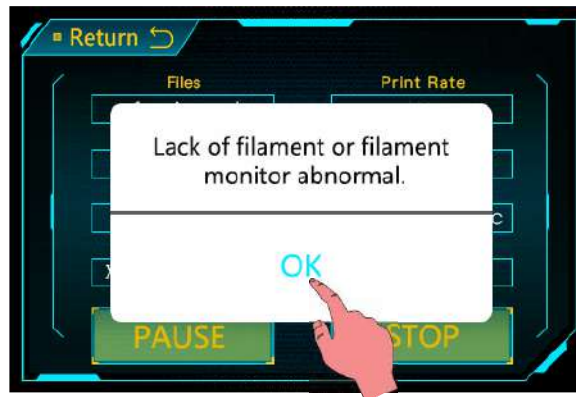 Return
Files Print Rate
Lack of filament or filament
monitor abnormal.
OK
PAUSE STOP